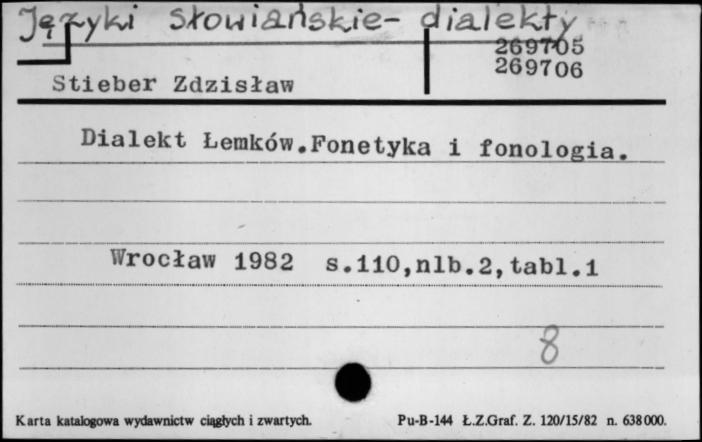 Języki słowiańskie- dialekty
269705
269706
Stieber Zdzisław
Dialekt Łemków.Fonetyka i fonologia.
Wrocław 1982 s.110,nlb.2,tabl.1
8
Karta katalogowa wydawnictw ciągłych i zwartych. Pu-B-144 Ł.Z.Graf. Z. 120/15/82 n. 638000.